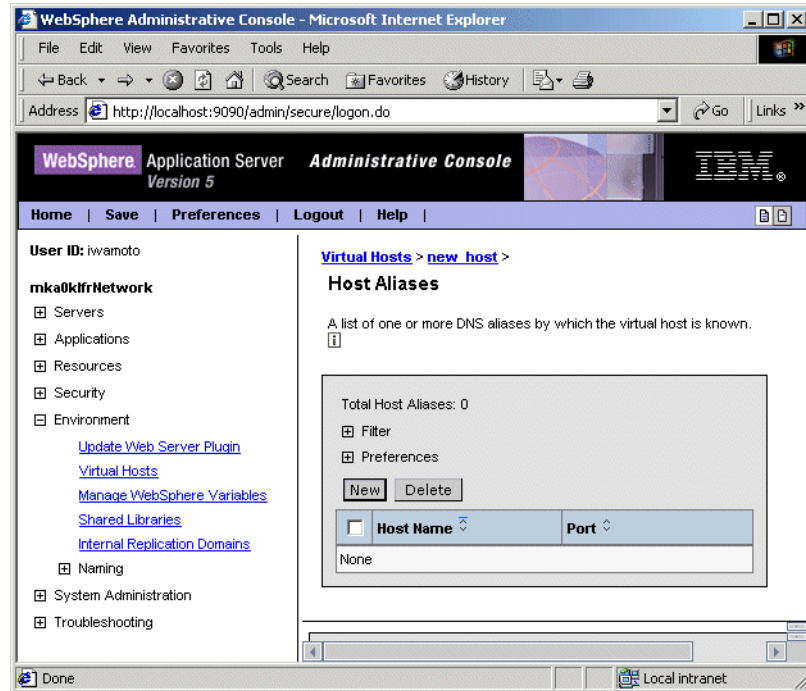 WebSphere Administrative Console - Microsoft Internet Explorer
File Edit View Favorites Tools Help
Back Search Favorites History
Address http://localhost:9090/admin/secure/logon.do Go Links »
WebSphere Application Server Administrative Console
Version 5
IBM®
Home | Save | Preferences | Logout | Help |
User ID: iwamoto
mka0klfrNetwork
Servers
Applications
Resources
Security
Environment
Update Web Server Plugin
Virtual Hosts
Manage WebSphere Variables
Shared Libraries
Internal Replication Domains
Naming
System Administration
Troubleshooting
Virtual Hosts > new_host >
Host Aliases
A list of one or more DNS aliases by which the virtual host is known.
i
Total Host Aliases: 0
Filter
Preferences
New Delete
Host Name Port
None
Done Local intranet